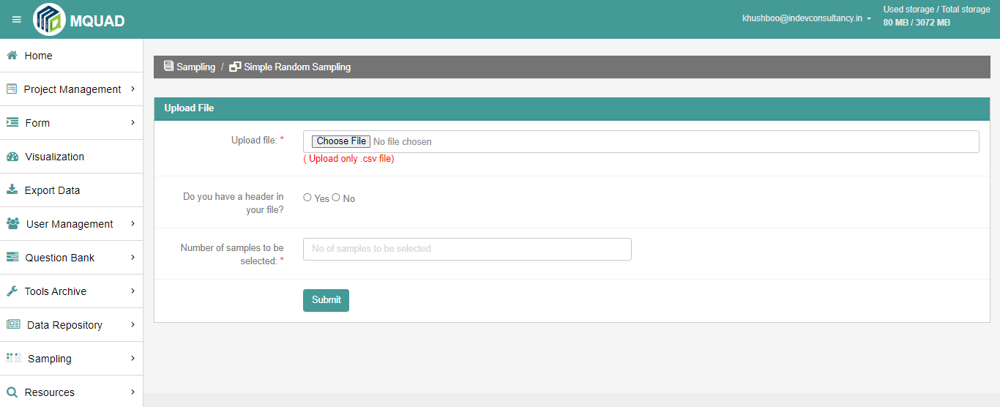 MQUAD
khushboo@indevconsultancy.in
Used storage / Total storage
80 MB / 3072 MB
Home
Project Management
Form
Visualization
Export Data
User Management
Question Bank
Tools Archive
Data Repository
Sampling
Resources
Sampling / Simple Random Sampling
Upload File
Upload file: * Choose File No file chosen
( Upload only .csv file)
Do you have a header in
your file?
Yes No
Number of samples to be
selected: *
No of samples to be selected.
Submit